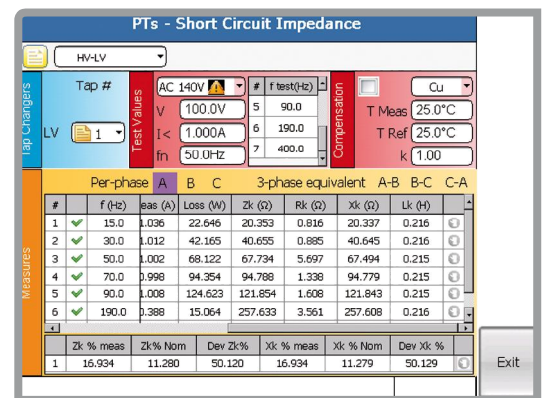 PTs - Short Circuit Impedance
HV-LV
Tap Changers
Tap #
LV 1
Test Values
AC 140V
V 100.0V
I< 1.000A
fn 50.0Hz
# f test(Hz)
5 90.0
6 190.0
7 400.0
Compensation
Cu
T Meas 25.0°C
T Ref 25.0°C
k 1.00
Measures
Per-phase A B C 3-phase equivalent A-B B-C C-A
# f (Hz) eas (A) Loss (W) Zk (Ω) Rk (Ω) Xk (Ω) Lk (H)
1 15.0 1.036 22.646 20.353 0.816 20.337 0.216
2 30.0 1.012 42.165 40.655 0.885 40.645 0.216
3 50.0 1.002 68.122 67.734 5.697 67.494 0.215
4 70.0 0.998 94.354 94.788 1.338 94.779 0.215
5 90.0 1.008 124.623 121.854 1.608 121.843 0.215
6 190.0 0.388 15.064 257.633 3.561 257.608 0.216
Zk % meas Zk% Nom Dev Zk% Xk % meas Xk % Nom Dev Xk %
1 16.934 11.280 50.120 16.934 11.279 50.129
Exit